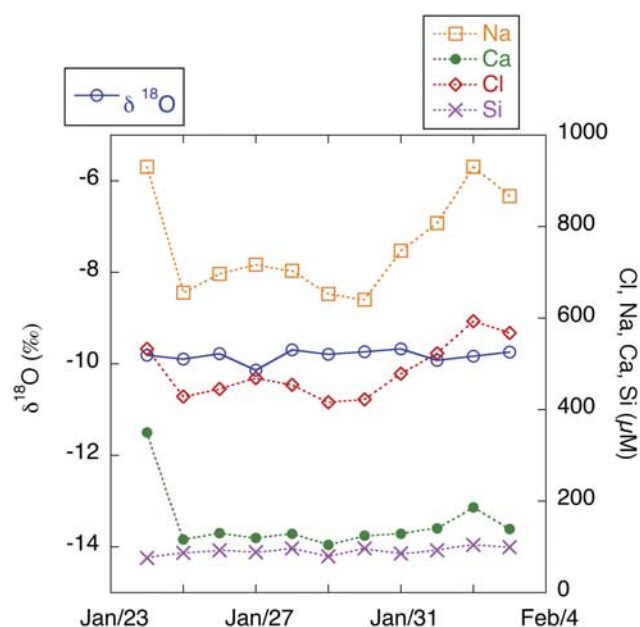 Na
Ca
Cl
Si
δ ¹⁸O
1000
-6
800
-8
600
-10
400
-12
200
-14
0
Jan/23 Jan/27 Jan/31 Feb/4
δ¹⁸O (‰)
Cl, Na, Ca, Si (μM)